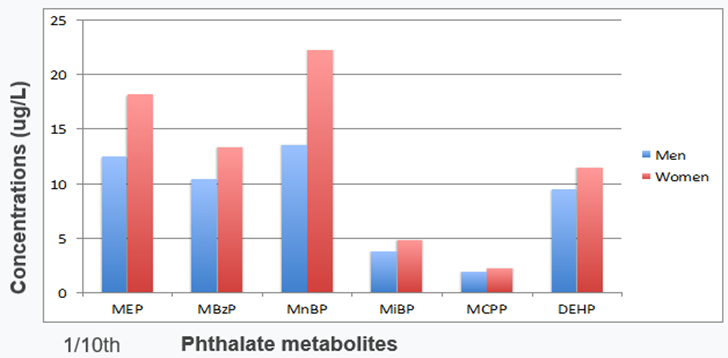 Concentrations (ug/L)
25
20
15
10
5
0
MEP MBzP MnBP MiBP MCPP DEHP
Men
Women
1/10th Phthalate metabolites